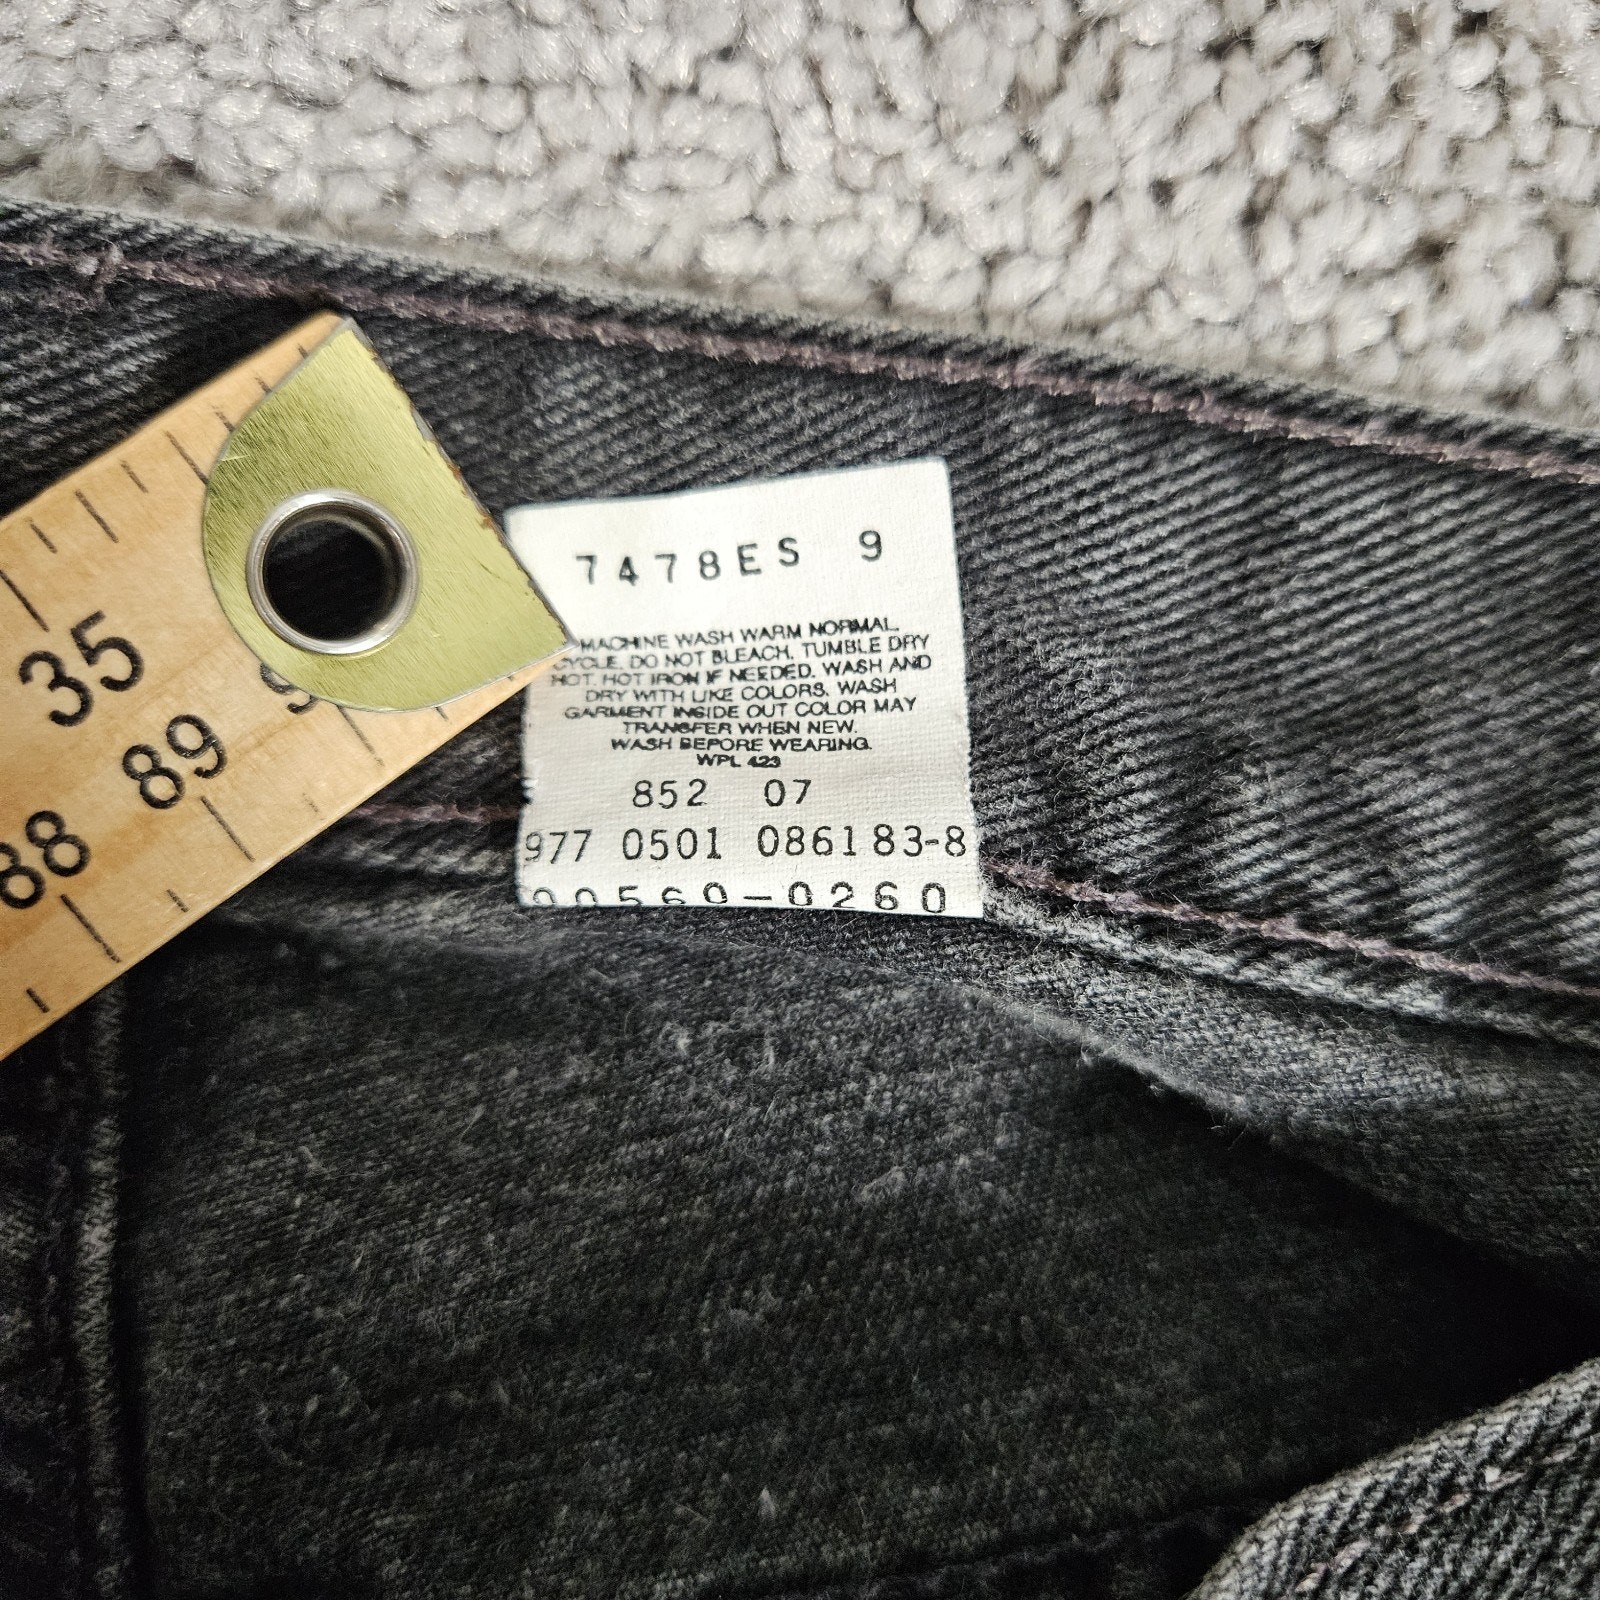 7478ES 9
MACHINE WASH WARM NORMAL
CYCLE. DO NOT BLEACH. TUMBLE DRY
HOT. HOT IRON IF NEEDED. WASH AND
DRY WITH LIKE COLORS. WASH
GARMENT INSIDE OUT COLOR MAY
TRANSFER WHEN NEW.
WASH BEFORE WEARING.
WPL 423
852 07
977 0501 086183-8
00560-0260
35
89
88